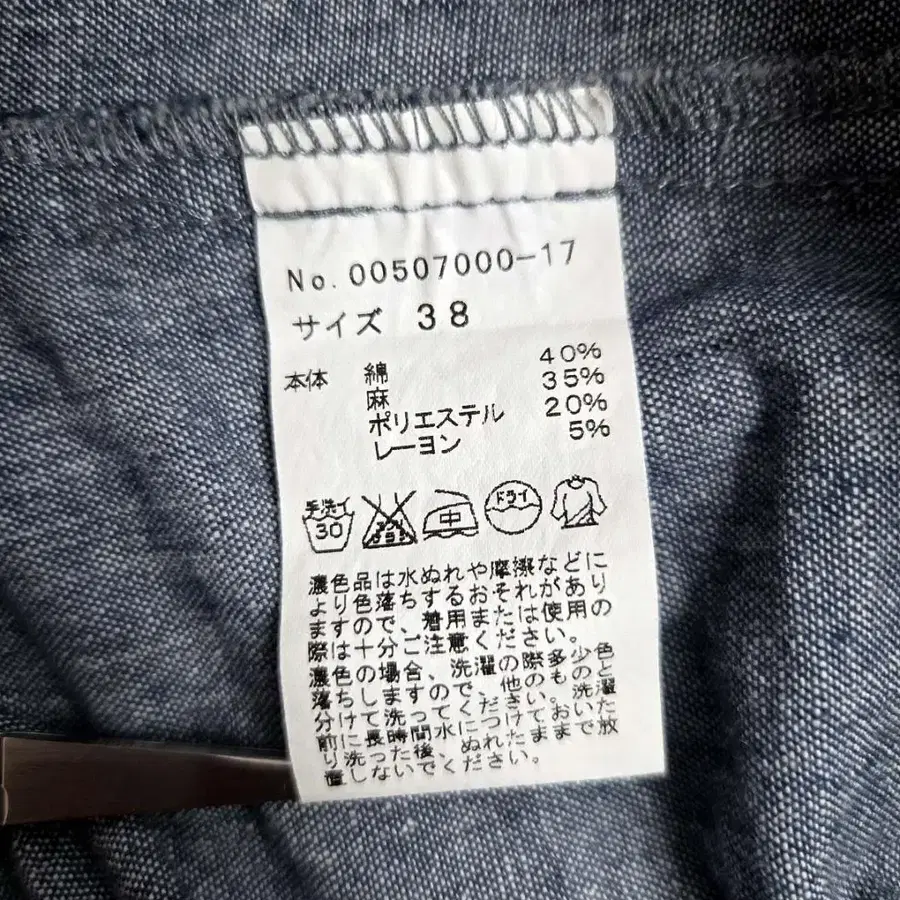 No. 00507000-17
サイズ 38
本体 綿 40%
麻 35%
ポリエステル 20%
レーヨン 5%
手洗イ 30 エンソサラシ 中 ドライ
濃色品は水ぬれや摩擦などに
より色落ちするおそれがあり
ますので、着用または使用の
際は十分ご注意ください。
濃色の場合、洗濯の際多少色
落ちしますので、他のものと
分けて洗ってください。洗濯
前に長時間水につけておいた
り洗った後、ぬれたままで放
置しないでください。